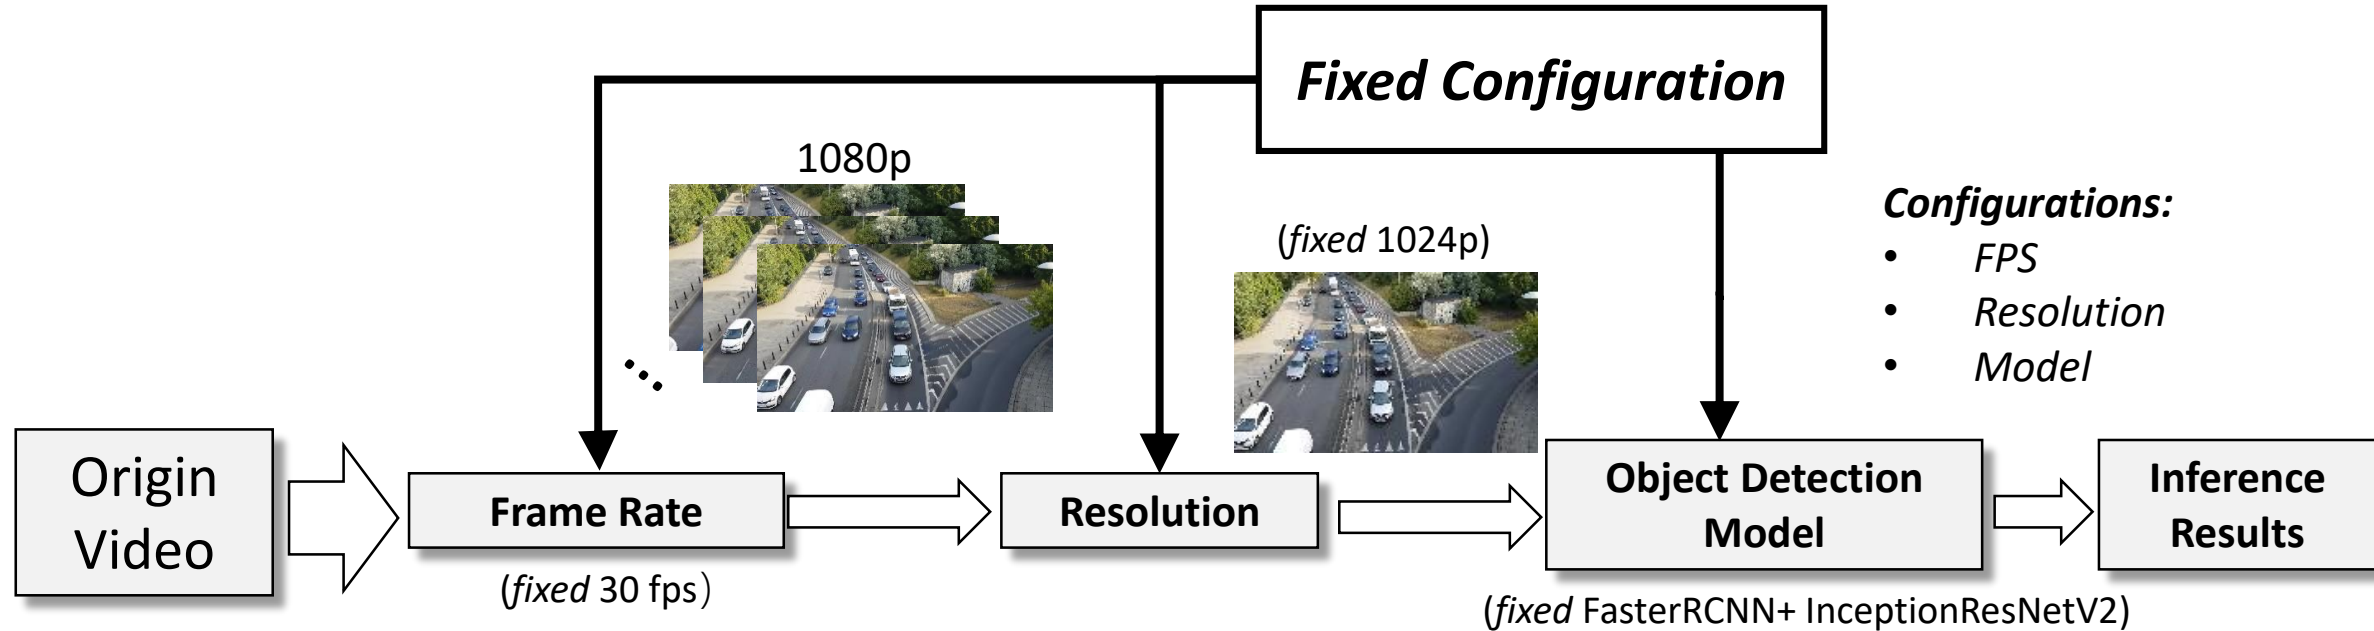 Fixed Configuration
1080p
(fixed 1024p)
Configurations:
• FPS
• Resolution
• Model
Origin
Video
Frame Rate
(fixed 30 fps）
Resolution
Object Detection
Model
(fixed FasterRCNN+ InceptionResNetV2)
Inference
Results